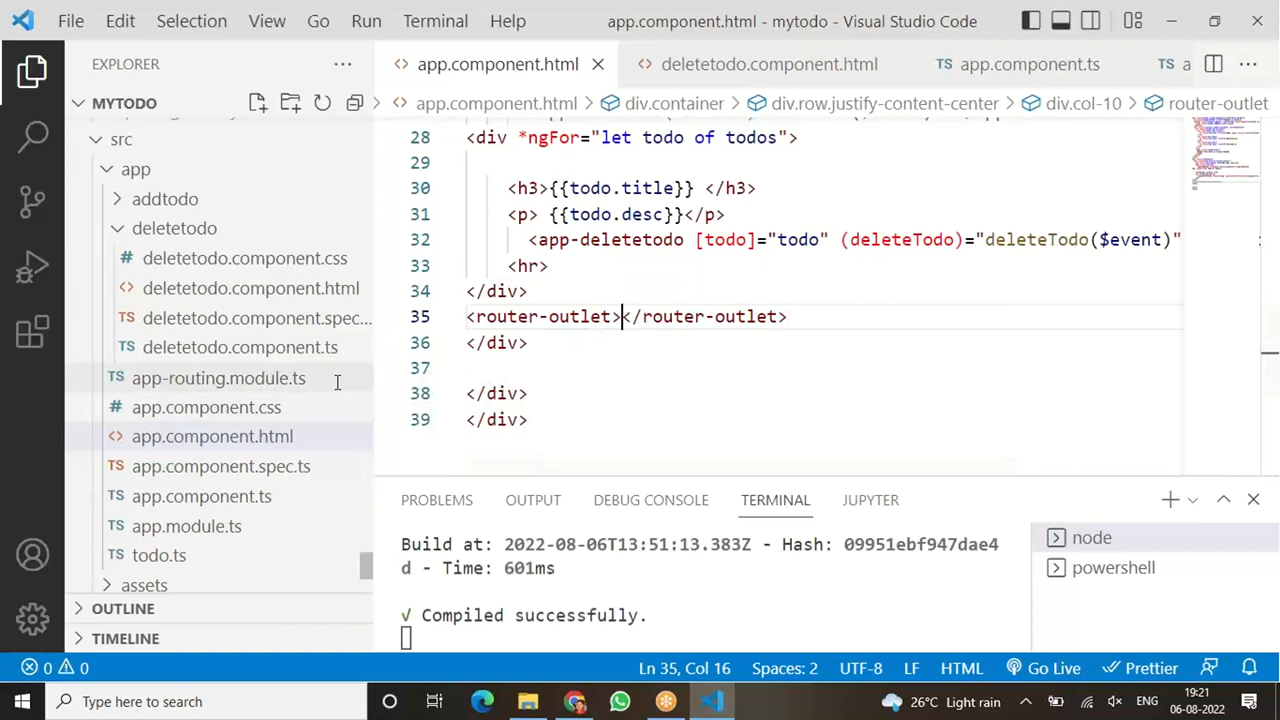 File Edit Selection View Go Run Terminal Help app.component.html - mytodo - Visual Studio Code
EXPLORER
app.component.html deletetodo.component.html TS app.component.ts TS a
MYTODO
app.component.html > div.container > div.row.justify-content-center > div.col-10 > router-outlet
src
app
addtodo
deletetodo
# deletetodo.component.css
<> deletetodo.component.html
deletetodo.component.spec...
TS deletetodo.component.ts
TS app-routing.module.ts
# app.component.css
<> app.component.html
TS app.component.spec.ts
TS app.component.ts
TS app.module.ts
TS todo.ts
assets
OUTLINE
TIMELINE
28 <div *ngFor="let todo of todos">
29
30 <h3>{{todo.title}} </h3>
31 <p> {{todo.desc}}</p>
32 <app-deletetodo [todo]="todo" (deleteTodo)="deleteTodo($event)"
33 <hr>
34 </div>
35 <router-outlet></router-outlet>
36 </div>
37
38 </div>
39 </div>
PROBLEMS OUTPUT DEBUG CONSOLE TERMINAL JUPYTER
Build at: 2022-08-06T13:51:13.383Z - Hash: 09951ebf947dae4
d - Time: 601ms
√ Compiled successfully.
node
powershell
0 0 Ln 35, Col 16 Spaces: 2 UTF-8 LF HTML Go Live Prettier
Type here to search
26°C Light rain ENG 19:21
06-08-2022